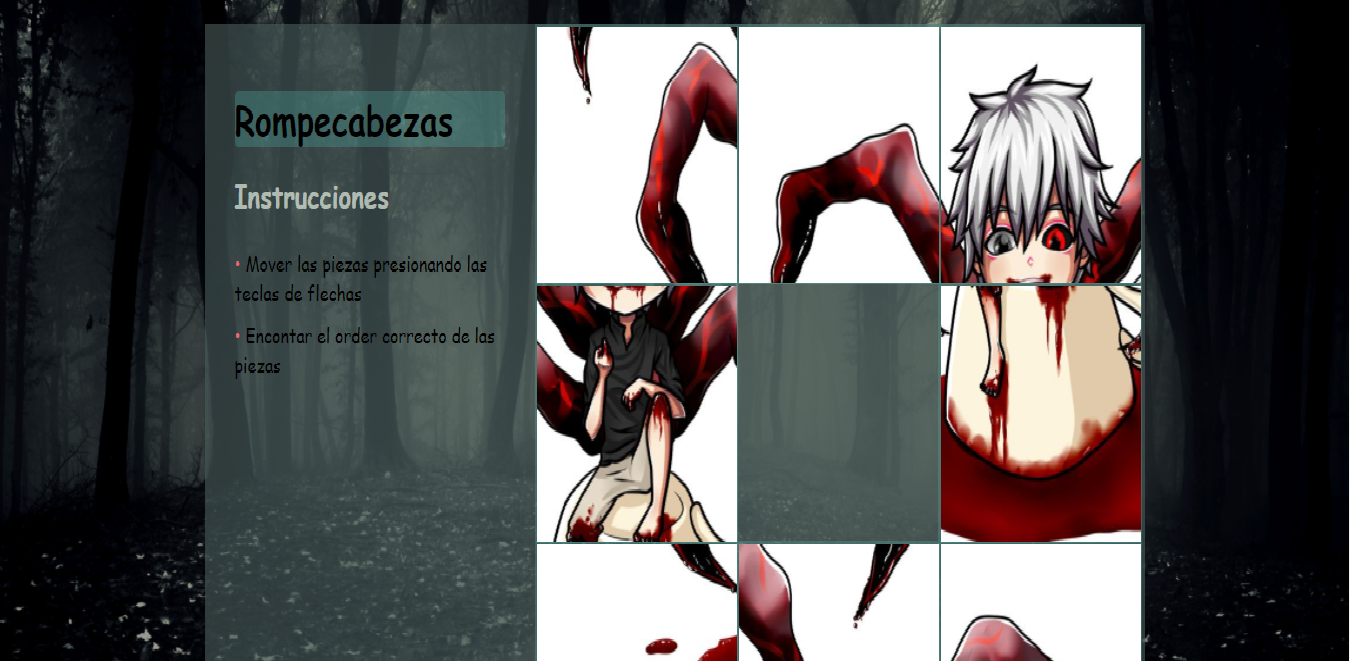 Rompecabezas
Instrucciones
• Mover las piezas presionando las
teclas de flechas
• Encontar el order correcto de las
piezas